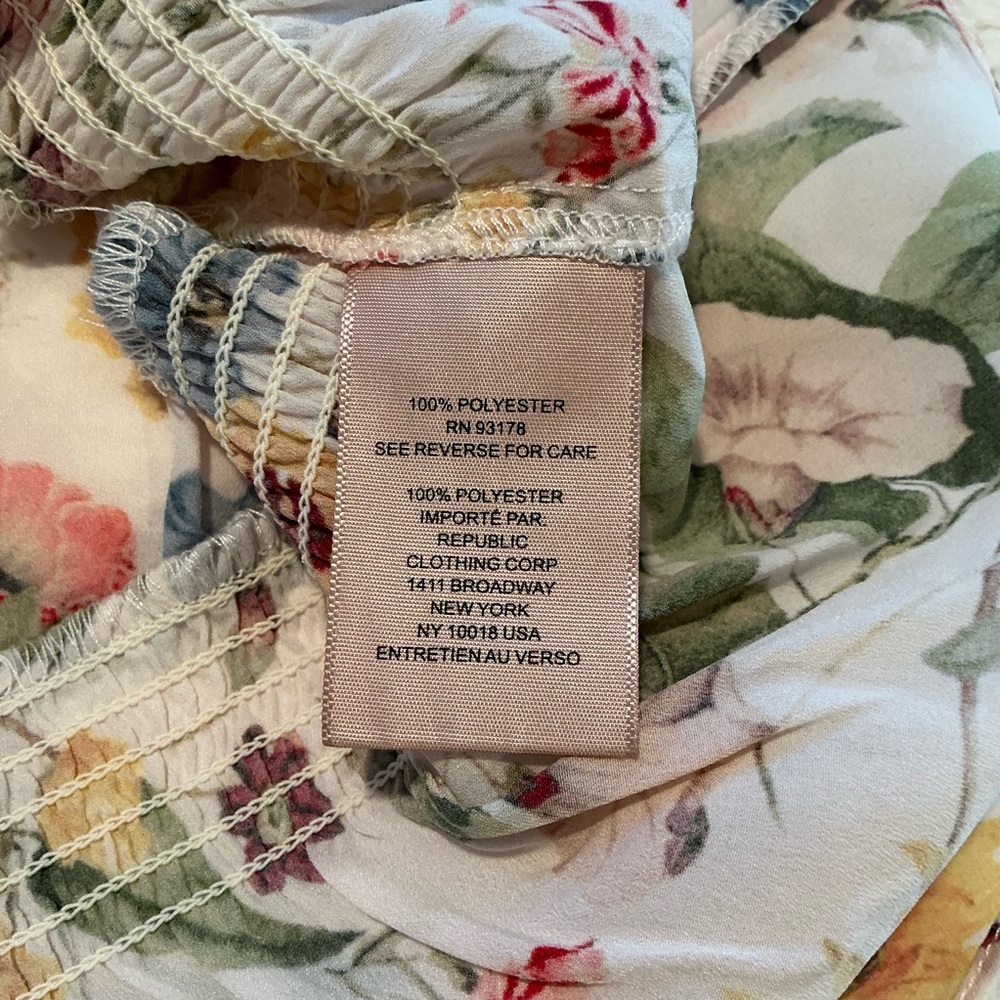 100% POLYESTER
RN 93178
SEE REVERSE FOR CARE
100% POLYESTER
IMPORTÉ PAR.
REPUBLIC
CLOTHING CORP
1411 BROADWAY
NEW YORK
NY 10018 USA
ENTRETIEN AU VERSO